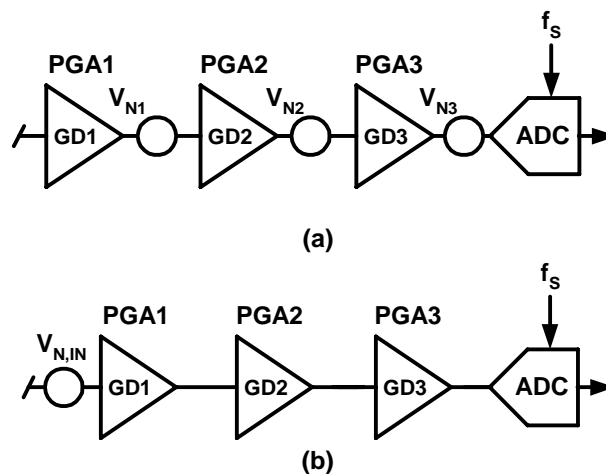 f_S
PGA1 PGA2 PGA3
V_N1 V_N2 V_N3
GD1 GD2 GD3 ADC
(a)
f_S
PGA1 PGA2 PGA3
V_N,IN
GD1 GD2 GD3 ADC
(b)